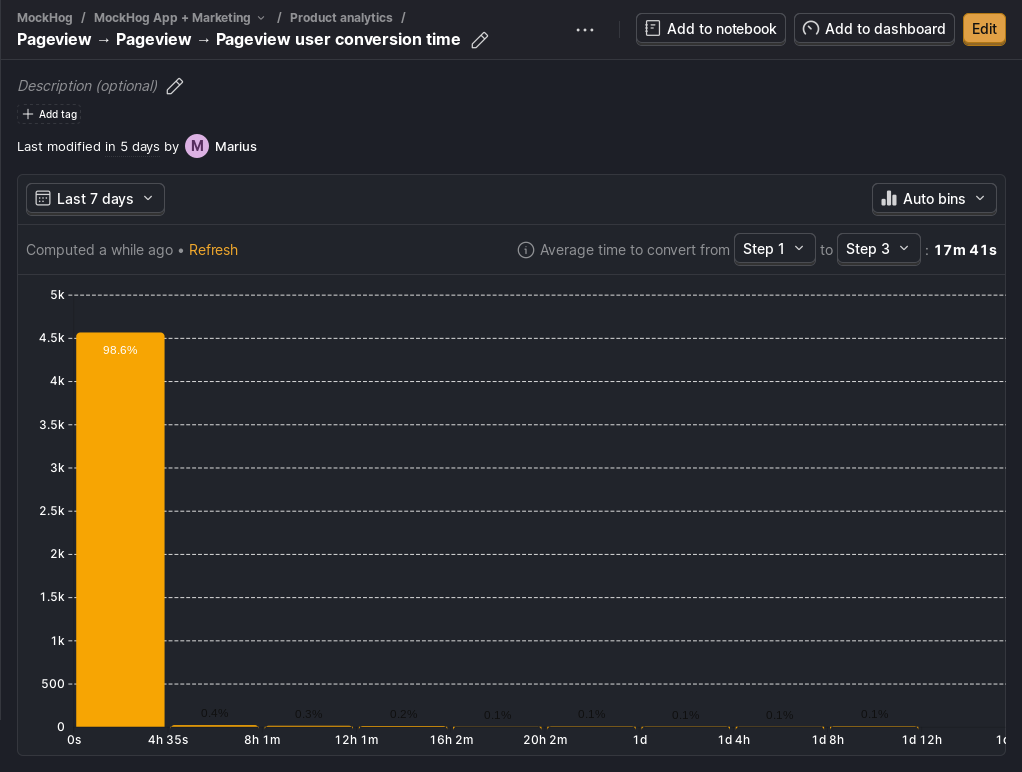 MockHog / MockHog App + Marketing / Product analytics /
Pageview → Pageview → Pageview user conversion time
Add to notebook
Add to dashboard
Edit
Description (optional)
Add tag
Last modified in 5 days by M Marius
Last 7 days
Auto bins
Computed a while ago • Refresh
Average time to convert from Step 1 to Step 3 : 17m 41s
5k
4.5k
98.6%
4k
3.5k
3k
2.5k
2k
1.5k
1k
500
0.4% 0.3% 0.2% 0.1% 0.1% 0.1% 0.1% 0.1%
0
0s 4h 35s 8h 1m 12h 1m 16h 2m 20h 2m 1d 1d 4h 1d 8h 1d 12h